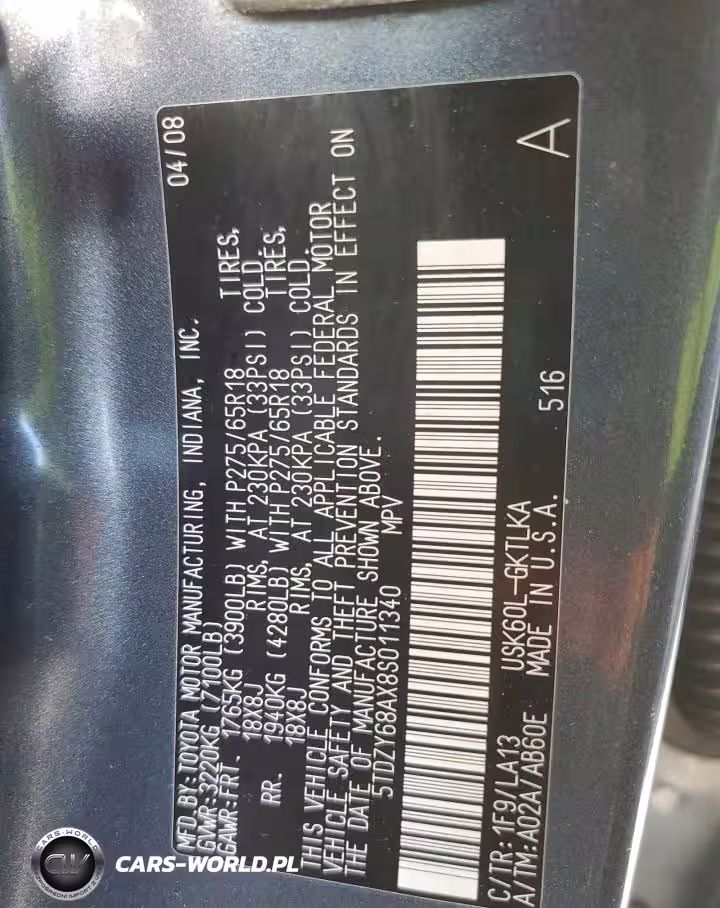 MFD. BY: TOYOTA MOTOR MANUFACTURING, INDIANA, INC. 04/08
GVWR: 3220KG (7100LB)
GAWR: FRT. 1765KG (3900LB) WITH P275/65R18 TIRES,
18X8J RIMS, AT 230KPA (33PSI) COLD.
RR. 1940KG (4280LB) WITH P275/65R18 TIRES,
18X8J RIMS, AT 230KPA (33PSI) COLD.
THIS VEHICLE CONFORMS TO ALL APPLICABLE FEDERAL MOTOR
VEHICLE SAFETY AND THEFT PREVENTION STANDARDS IN EFFECT ON
THE DATE OF MANUFACTURE SHOWN ABOVE.
5TDZY68AX8S011340 MPV
C/TR: 1F9/LA13 USK60L-GKTLKA
A/TM: A02A/AB60E MADE IN U.S.A. 516 A
CARS-WORLD.PL